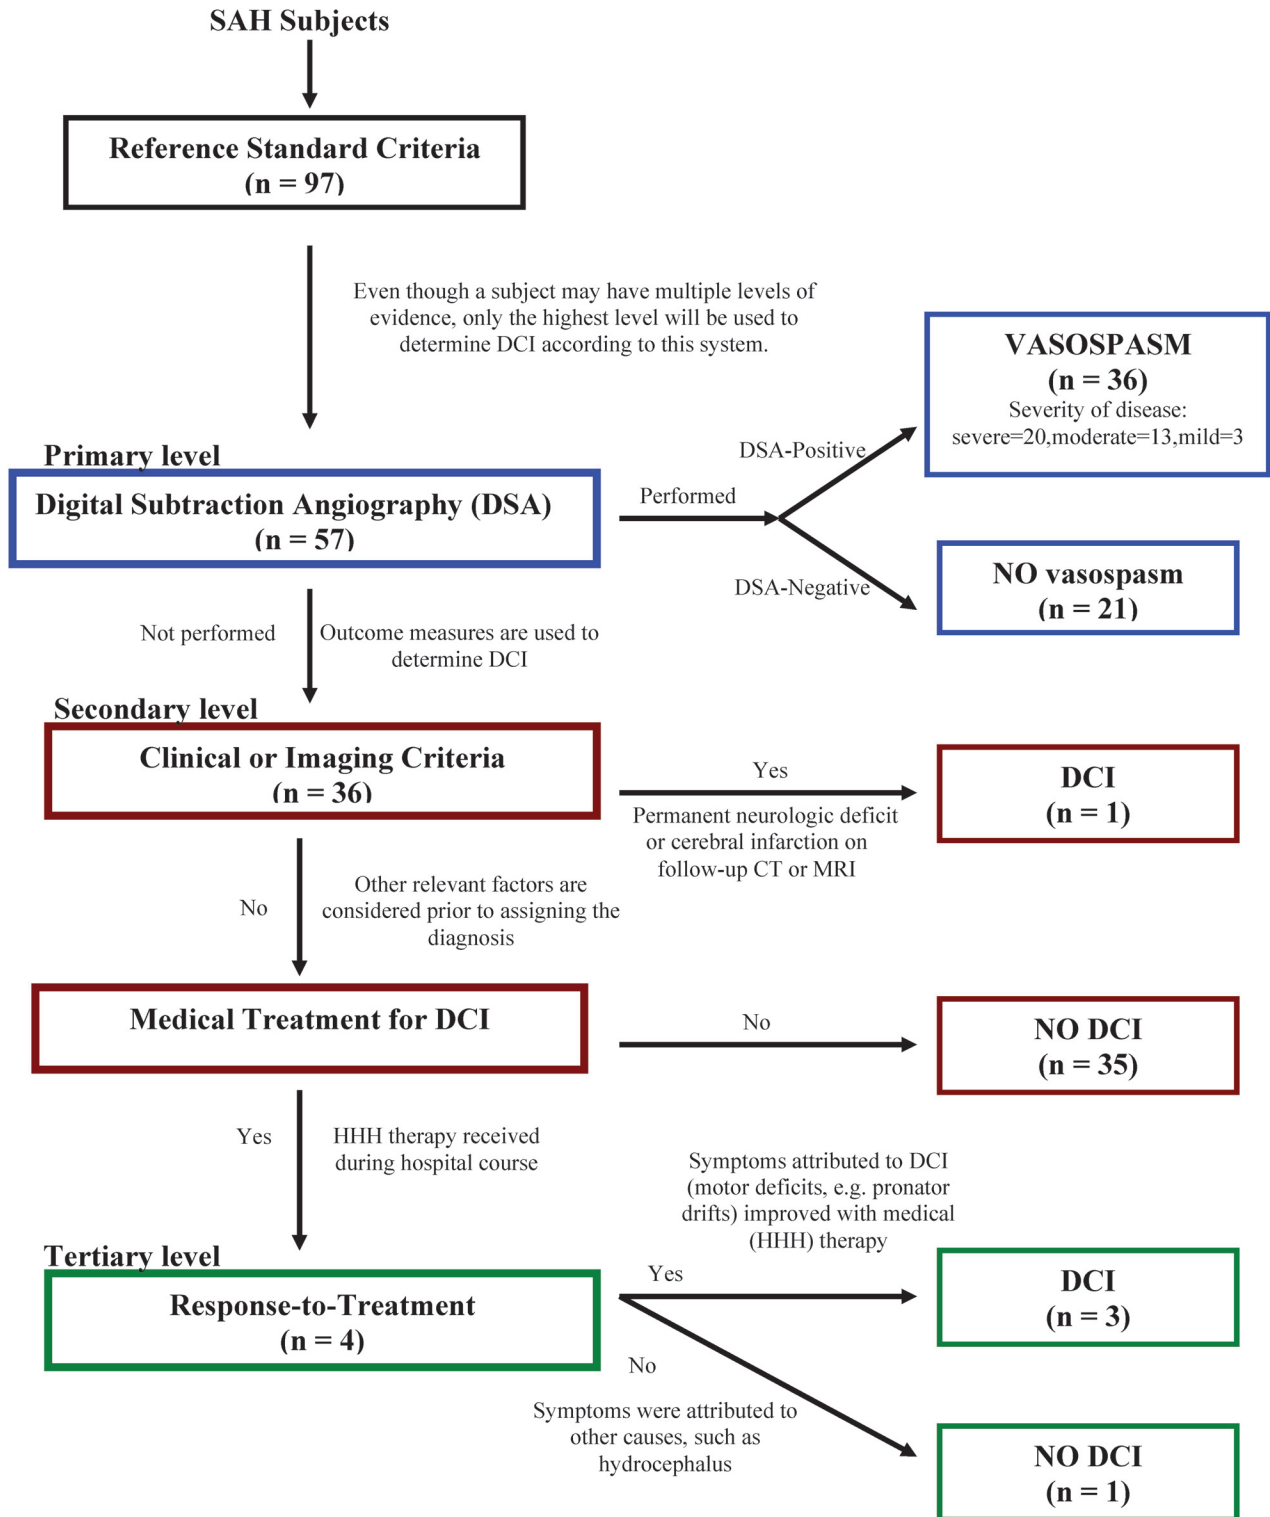 SAH Subjects
Reference Standard Criteria
(n = 97)
Even though a subject may have multiple levels of
evidence, only the highest level will be used to
determine DCI according to this system.
VASOSPASM
(n = 36)
Severity of disease:
severe=20,moderate=13,mild=3
DSA-Positive
Primary level
Digital Subtraction Angiography (DSA)
(n = 57)
Performed
DSA-Negative
NO vasospasm
(n = 21)
Not performed
Outcome measures are used to
determine DCI
Secondary level
Clinical or Imaging Criteria
(n = 36)
Yes
Permanent neurologic deficit
or cerebral infarction on
follow-up CT or MRI
DCI
(n = 1)
No
Other relevant factors are
considered prior to assigning the
diagnosis
Medical Treatment for DCI
No
NO DCI
(n = 35)
Yes
HHH therapy received
during hospital course
Symptoms attributed to DCI
(motor deficits, e.g. pronator
drifts) improved with medical
(HHH) therapy
Tertiary level
Response-to-Treatment
(n = 4)
Yes
DCI
(n = 3)
No
Symptoms were attributed to
other causes, such as
hydrocephalus
NO DCI
(n = 1)